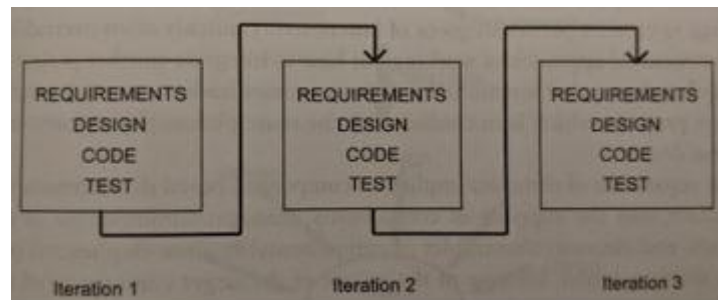 REQUIREMENTS
DESIGN
CODE
TEST
Iteration 1
REQUIREMENTS
DESIGN
CODE
TEST
Iteration 2
REQUIREMENTS
DESIGN
CODE
TEST
Iteration 3